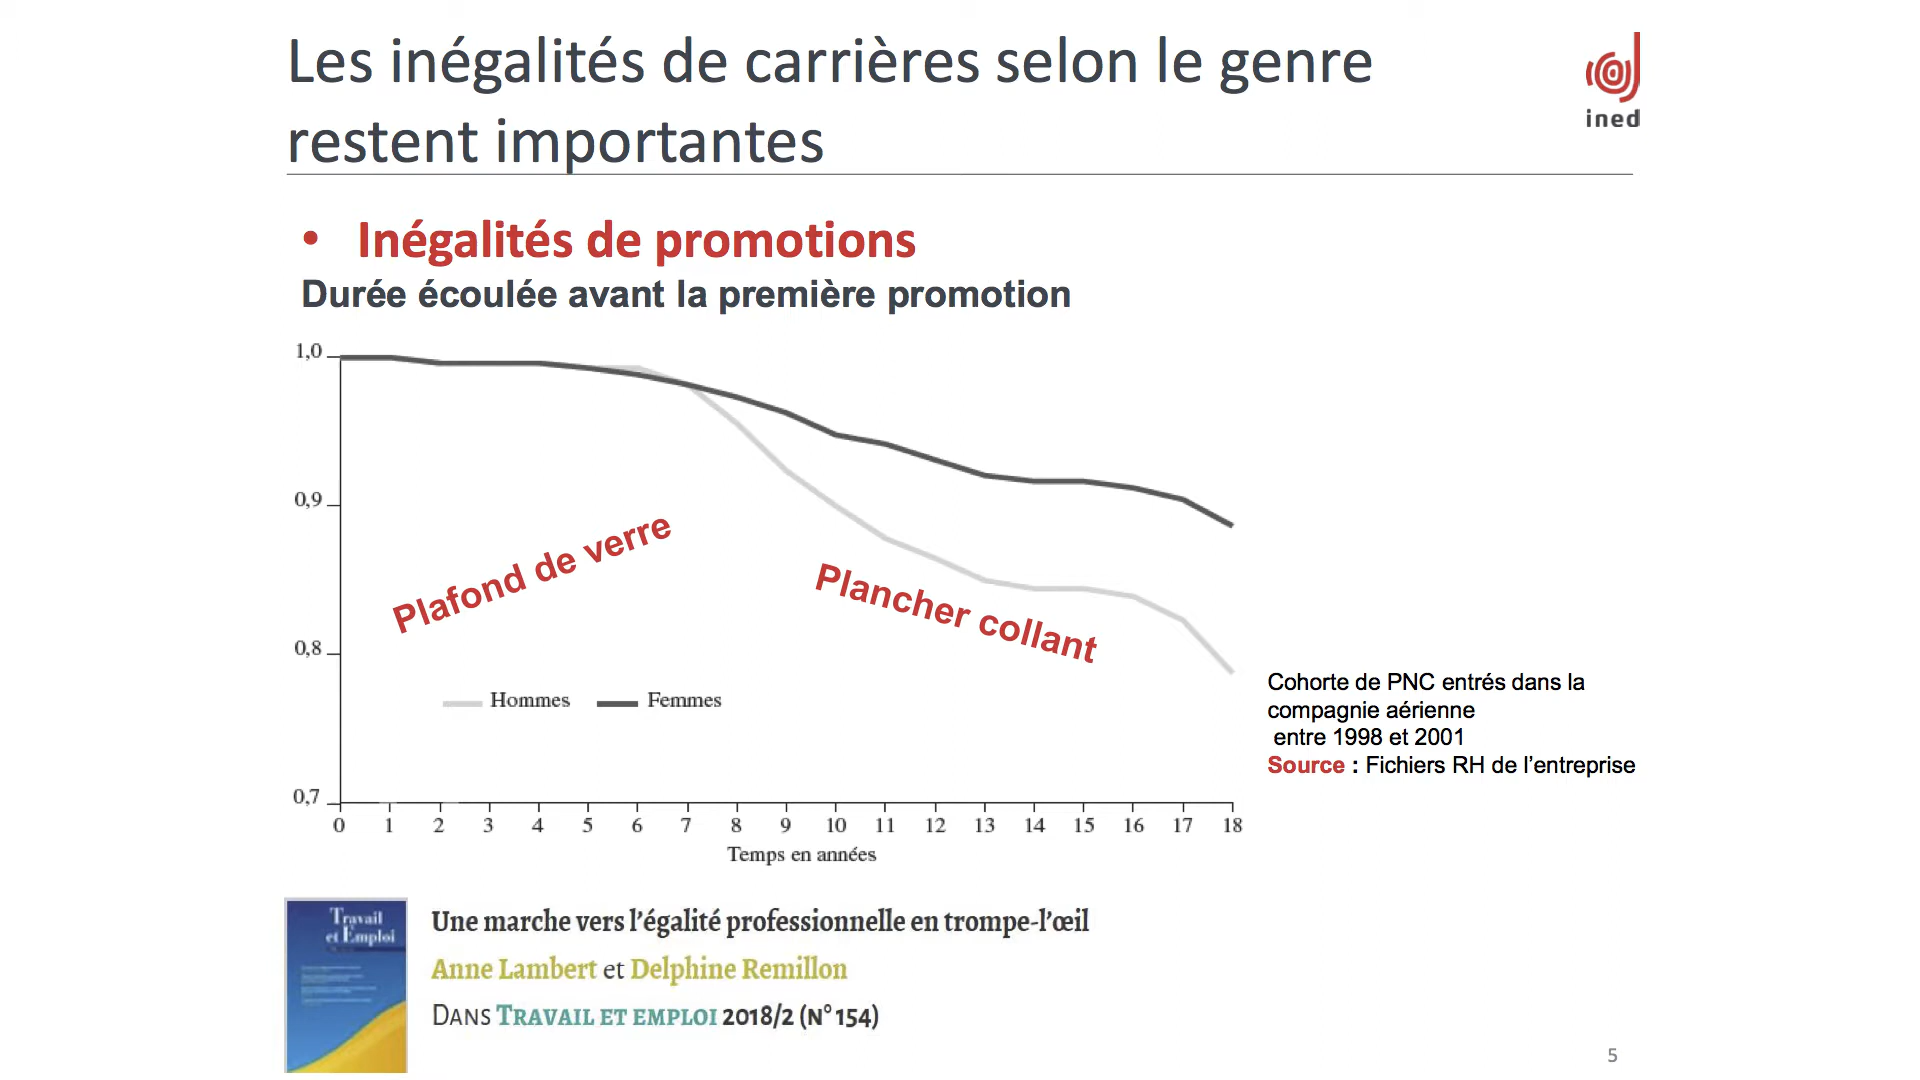 Les inégalités de carrières selon le genre
restent importantes
ined
• Inégalités de promotions
Durée écoulée avant la première promotion
1,0
0,9
0,8
0,7
Plafond de verre
Plancher collant
Hommes Femmes
0 1 2 3 4 5 6 7 8 9 10 11 12 13 14 15 16 17 18
Temps en années
Cohorte de PNC entrés dans la
compagnie aérienne
entre 1998 et 2001
Source : Fichiers RH de l’entreprise
Travail
et Emploi
Une marche vers l’égalité professionnelle en trompe-l’œil
Anne Lambert et Delphine Remillon
Dans Travail et emploi 2018/2 (N° 154)
5